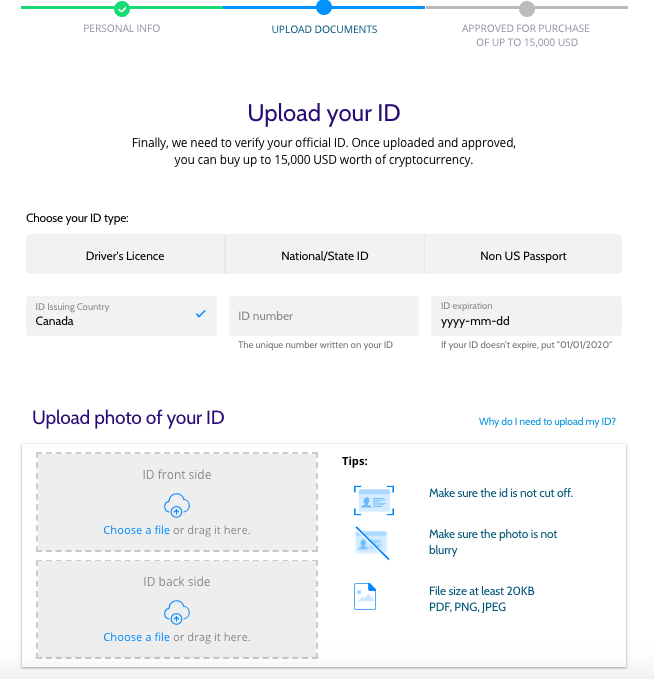 PERSONAL INFO
UPLOAD DOCUMENTS
APPROVED FOR PURCHASE
OF UP TO 15,000 USD
Upload your ID
Finally, we need to verify your official ID. Once uploaded and approved,
you can buy up to 15,000 USD worth of cryptocurrency.
Choose your ID type:
Driver's Licence
National/State ID
Non US Passport
ID Issuing Country
Canada
ID number
The unique number written on your ID
ID expiration
yyyy-mm-dd
If your ID doesn't expire, put "01/01/2020"
Upload photo of your ID
Why do I need to upload my ID?
ID front side
Choose a file or drag it here.
ID back side
Choose a file or drag it here.
Tips:
Make sure the id is not cut off.
Make sure the photo is not
blurry
File size at least 20KB
PDF, PNG, JPEG